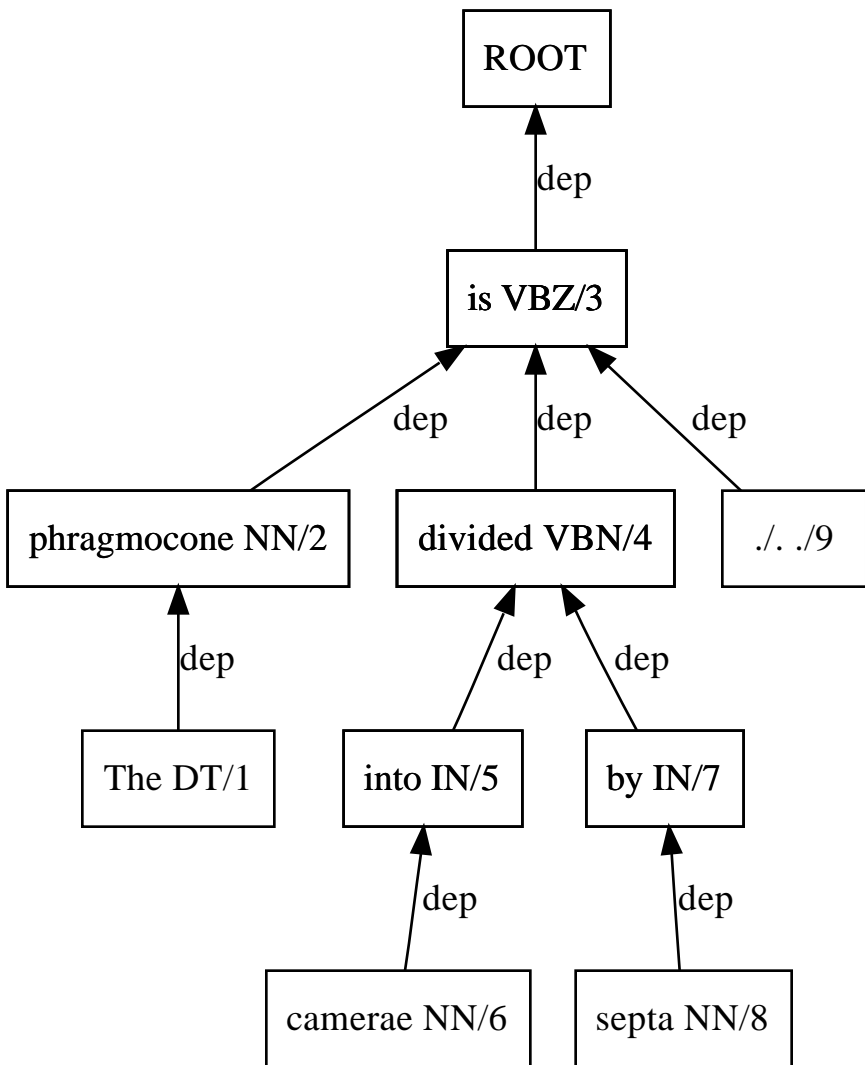 ROOT
dep
is VBZ/3
dep dep dep
phragmocone NN/2 divided VBN/4 ./. ./9
dep dep dep
The DT/1 into IN/5 by IN/7
dep dep
camerae NN/6 septa NN/8